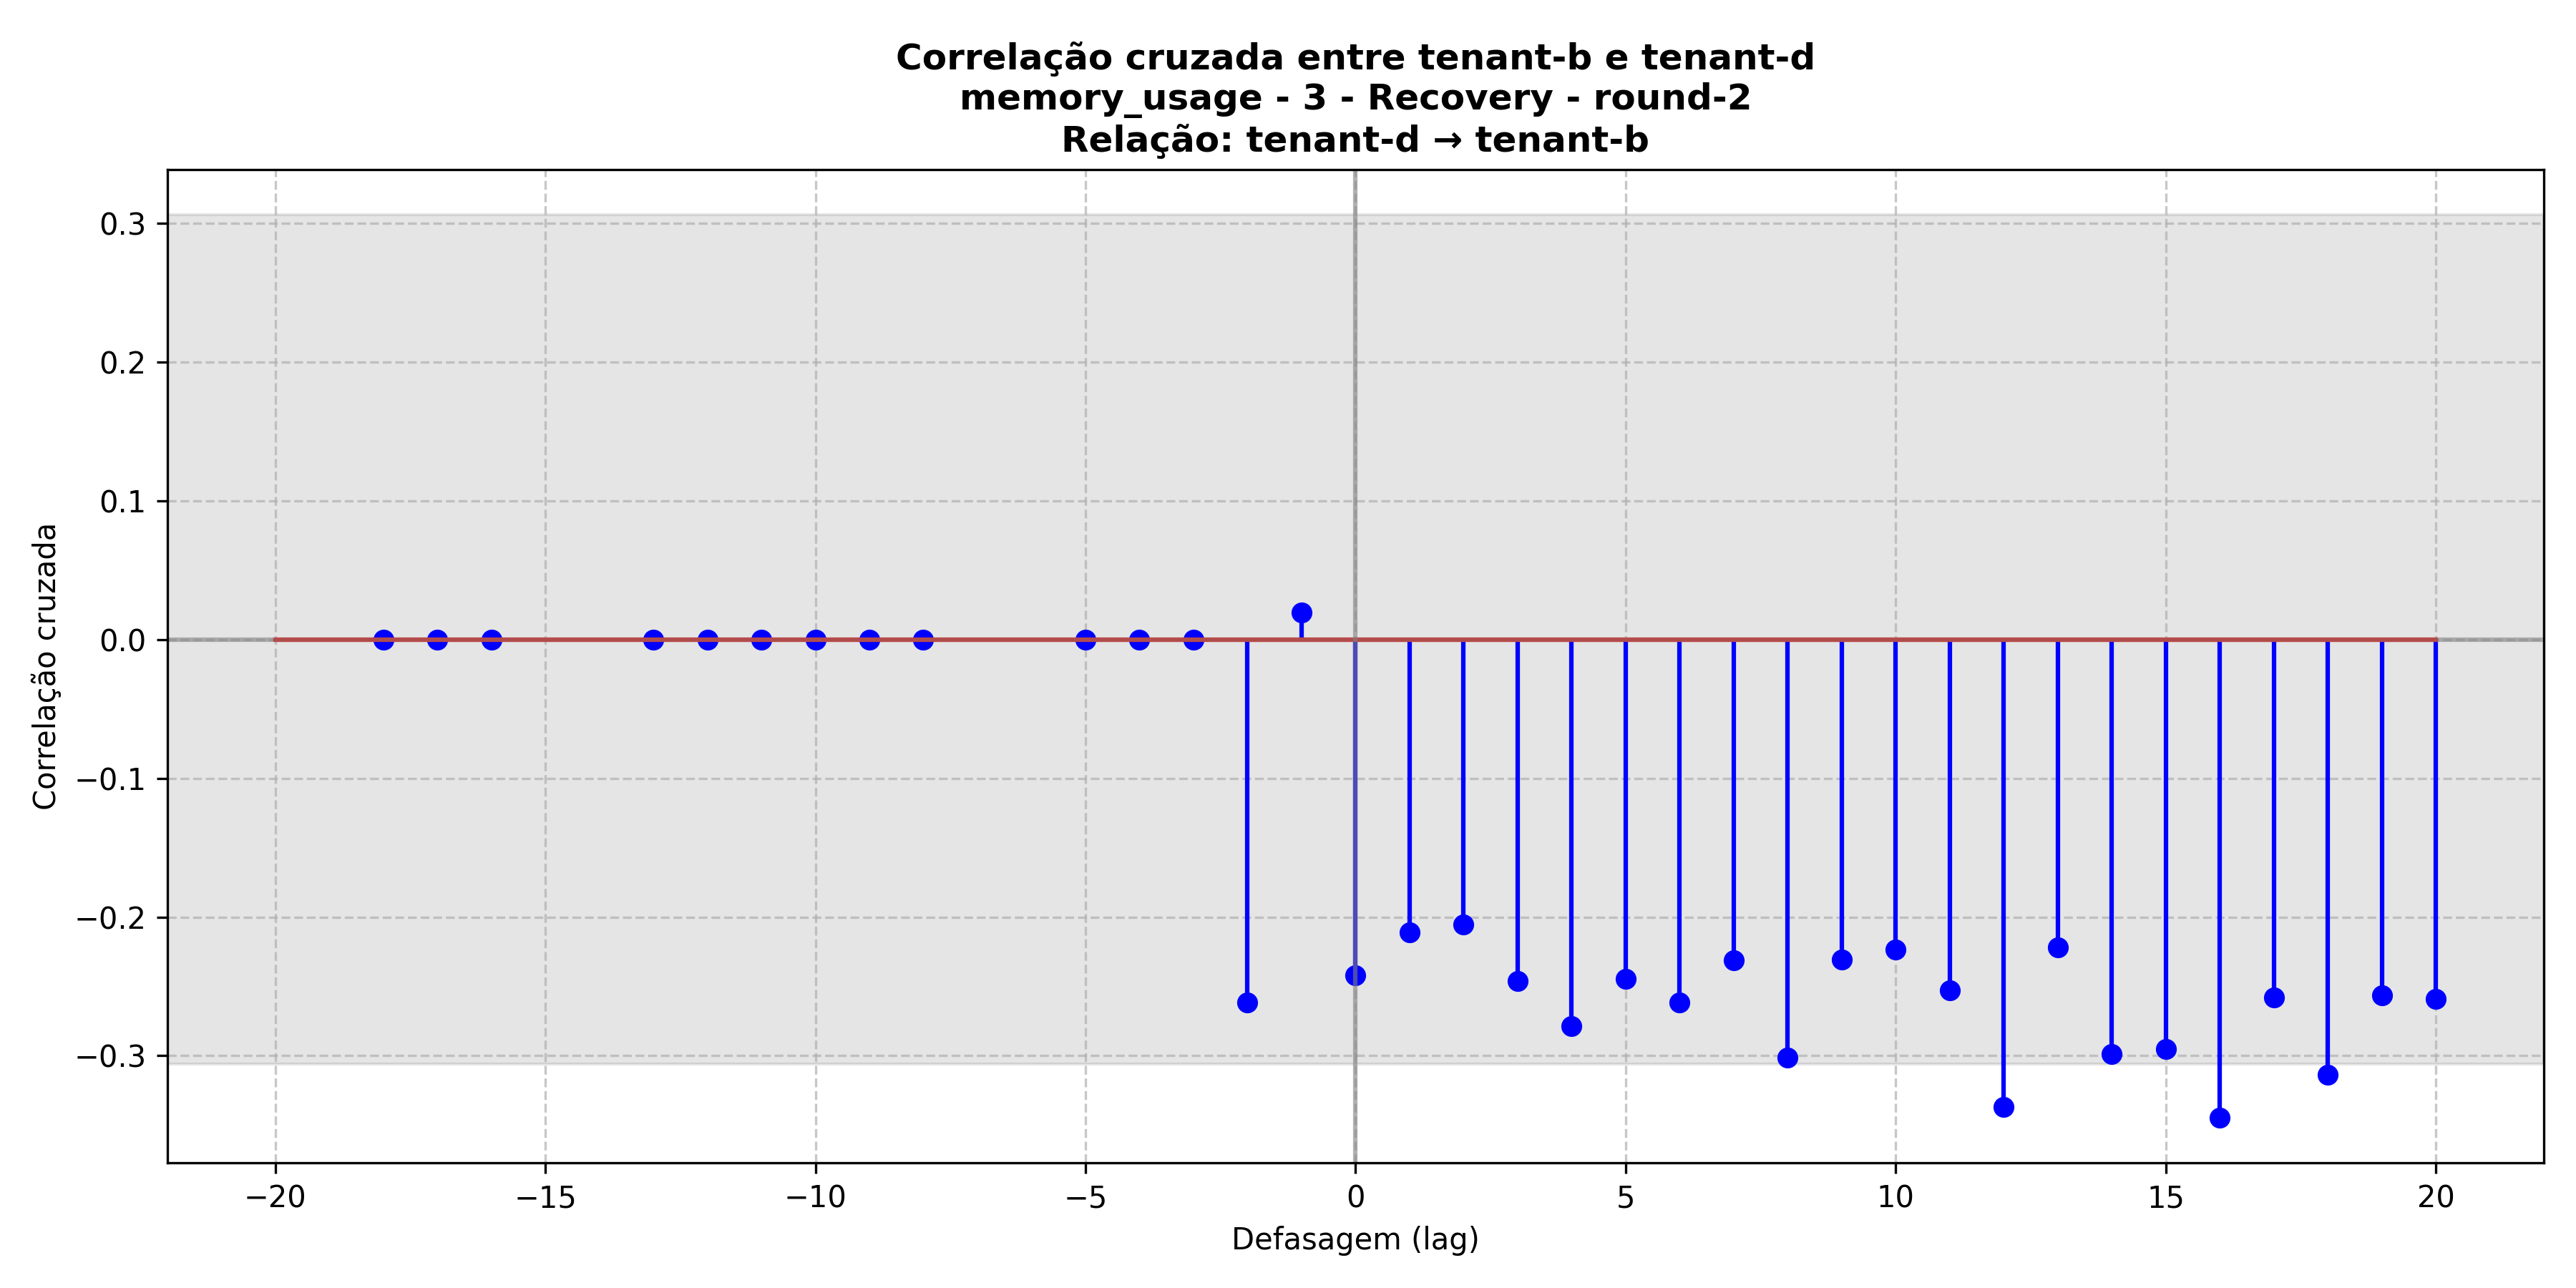 Correlação cruzada entre tenant-b e tenant-d
memory_usage - 3 - Recovery - round-2
Relação: tenant-d → tenant-b
0.3
0.2
0.1
0.0
−0.1
−0.2
−0.3
Correlação cruzada
−20 −15 −10 −5 0 5 10 15 20
Defasagem (lag)